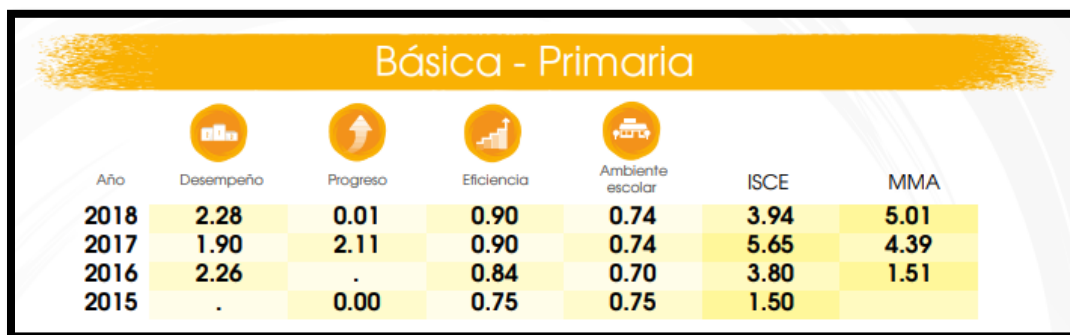 Básica - Primaria
Año Desempeño Progreso Eficiencia Ambiente escolar ISCE MMA
2018 2.28 0.01 0.90 0.74 3.94 5.01
2017 1.90 2.11 0.90 0.74 5.65 4.39
2016 2.26 . 0.84 0.70 3.80 1.51
2015 . 0.00 0.75 0.75 1.50